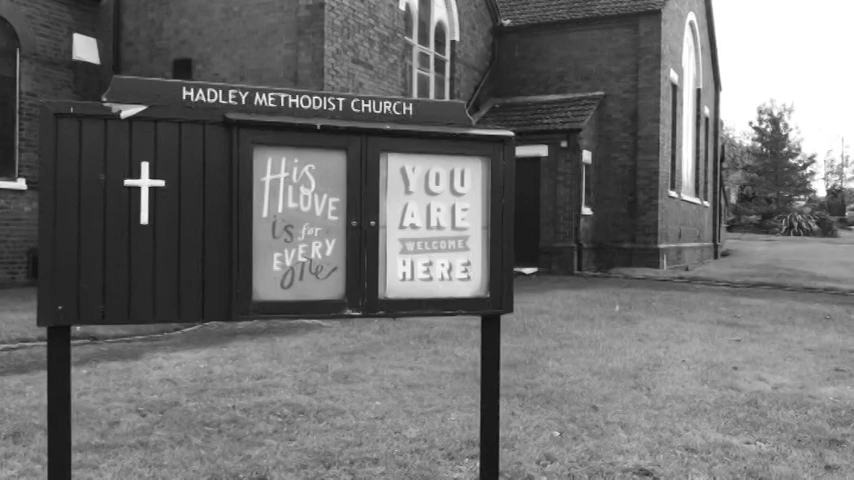 HADLEY METHODIST CHURCH
His
LOVE
is for
EVERY
one
YOU
ARE
WELCOME
HERE